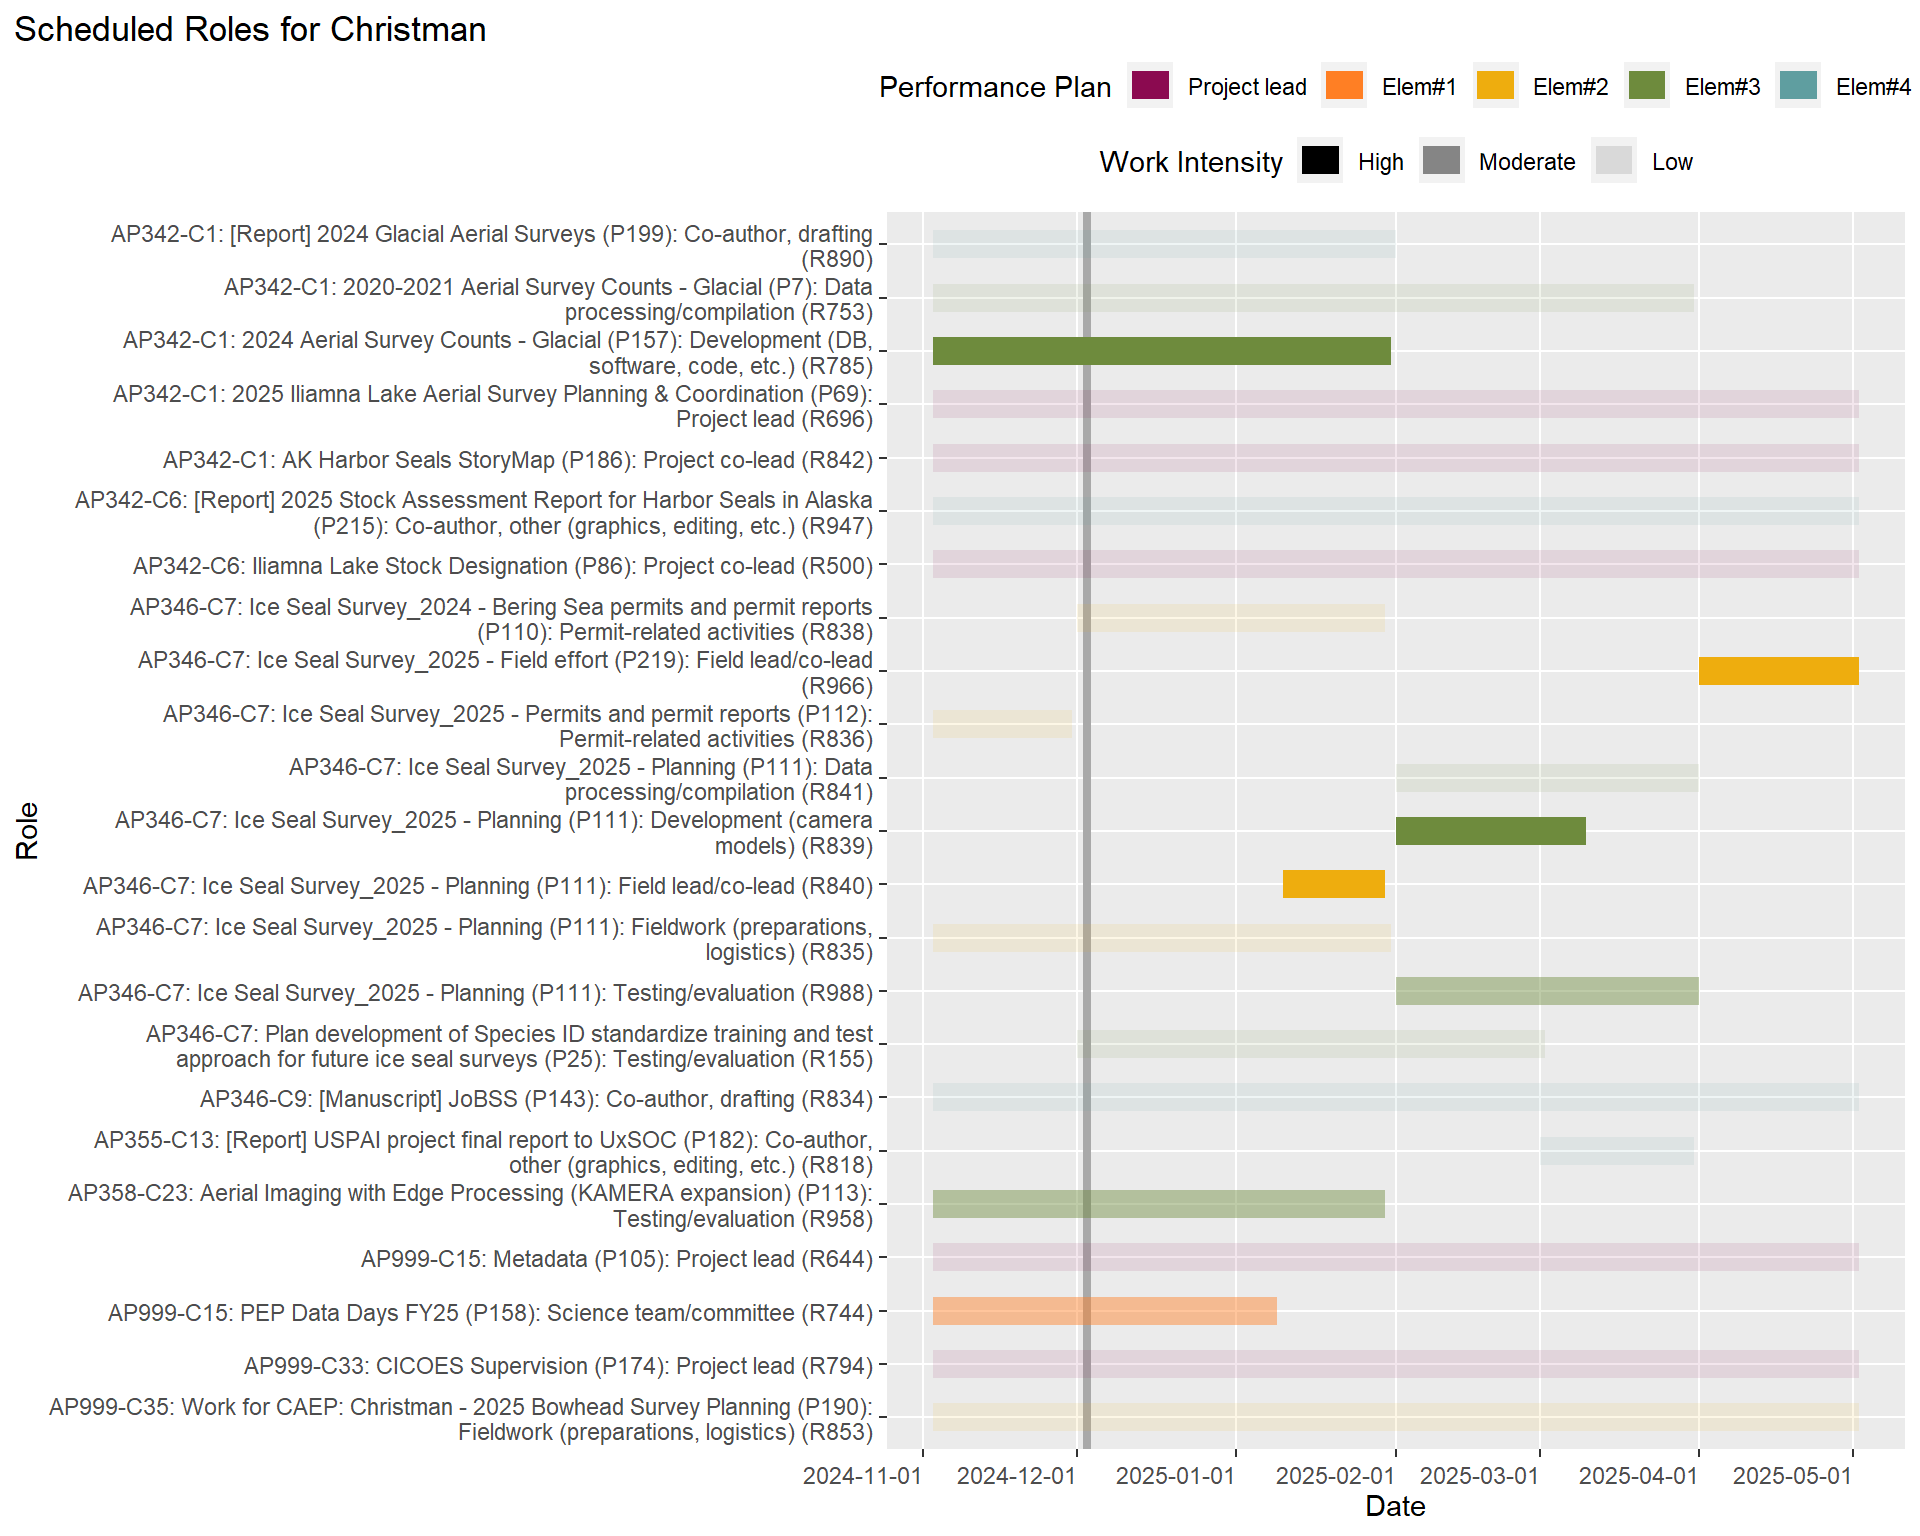 Scheduled Roles for Christman
Performance Plan Project lead Elem#1 Elem#2 Elem#3 Elem#4
Work Intensity High Moderate Low
AP342-C1: [Report] 2024 Glacial Aerial Surveys (P199): Co-author, drafting
(R890)
AP342-C1: 2020-2021 Aerial Survey Counts - Glacial (P7): Data
processing/compilation (R753)
AP342-C1: 2024 Aerial Survey Counts - Glacial (P157): Development (DB,
software, code, etc.) (R785)
AP342-C1: 2025 Iliamna Lake Aerial Survey Planning & Coordination (P69):
Project lead (R696)
AP342-C1: AK Harbor Seals StoryMap (P186): Project co-lead (R842)
AP342-C6: [Report] 2025 Stock Assessment Report for Harbor Seals in Alaska
(P215): Co-author, other (graphics, editing, etc.) (R947)
AP342-C6: Iliamna Lake Stock Designation (P86): Project co-lead (R500)
AP346-C7: Ice Seal Survey_2024 - Bering Sea permits and permit reports
(P110): Permit-related activities (R838)
AP346-C7: Ice Seal Survey_2025 - Field effort (P219): Field lead/co-lead
(R966)
AP346-C7: Ice Seal Survey_2025 - Permits and permit reports (P112):
Permit-related activities (R836)
AP346-C7: Ice Seal Survey_2025 - Planning (P111): Data
processing/compilation (R841)
AP346-C7: Ice Seal Survey_2025 - Planning (P111): Development (camera
models) (R839)
AP346-C7: Ice Seal Survey_2025 - Planning (P111): Field lead/co-lead (R840)
AP346-C7: Ice Seal Survey_2025 - Planning (P111): Fieldwork (preparations,
logistics) (R835)
AP346-C7: Ice Seal Survey_2025 - Planning (P111): Testing/evaluation (R988)
AP346-C7: Plan development of Species ID standardize training and test
approach for future ice seal surveys (P25): Testing/evaluation (R155)
AP346-C9: [Manuscript] JoBSS (P143): Co-author, drafting (R834)
AP355-C13: [Report] USPAI project final report to UxSOC (P182): Co-author,
other (graphics, editing, etc.) (R818)
AP358-C23: Aerial Imaging with Edge Processing (KAMERA expansion) (P113):
Testing/evaluation (R958)
AP999-C15: Metadata (P105): Project lead (R644)
AP999-C15: PEP Data Days FY25 (P158): Science team/committee (R744)
AP999-C33: CICOES Supervision (P174): Project lead (R794)
AP999-C35: Work for CAEP: Christman - 2025 Bowhead Survey Planning (P190):
Fieldwork (preparations, logistics) (R853)
Role
2024-11-01 2024-12-01 2025-01-01 2025-02-01 2025-03-01 2025-04-01 2025-05-01
Date